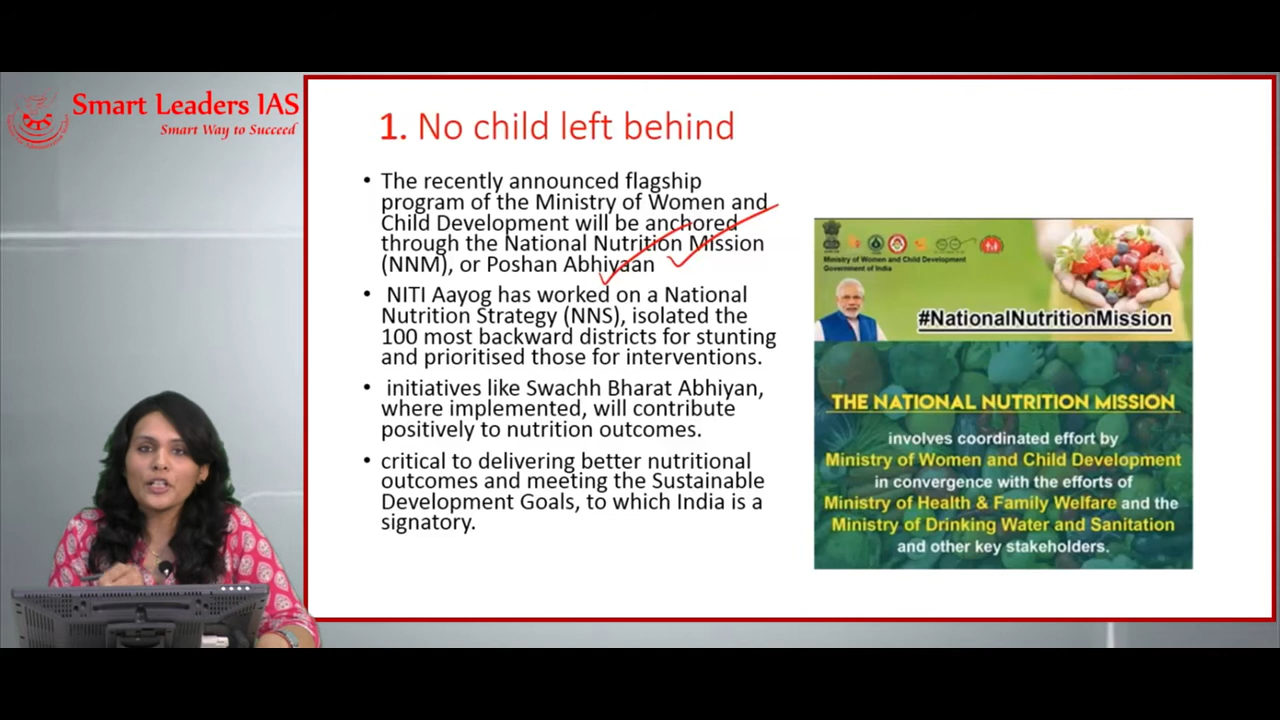 Smart Leaders IAS
Smart Way to Succeed
1. No child left behind
• The recently announced flagship
program of the Ministry of Women and
Child Development will be anchored
through the National Nutrition Mission
(NNM), or Poshan Abhiyaan
• NITI Aayog has worked on a National
Nutrition Strategy (NNS), isolated the
100 most backward districts for stunting
and prioritised those for interventions.
• initiatives like Swachh Bharat Abhiyan,
where implemented, will contribute
positively to nutrition outcomes.
• critical to delivering better nutritional
outcomes and meeting the Sustainable
Development Goals, to which India is a
signatory.
Ministry of Women and Child Development
Government of India
#NationalNutritionMission
THE NATIONAL NUTRITION MISSION
involves coordinated effort by
Ministry of Women and Child Development
in convergence with the efforts of
Ministry of Health & Family Welfare and the
Ministry of Drinking Water and Sanitation
and other key stakeholders.